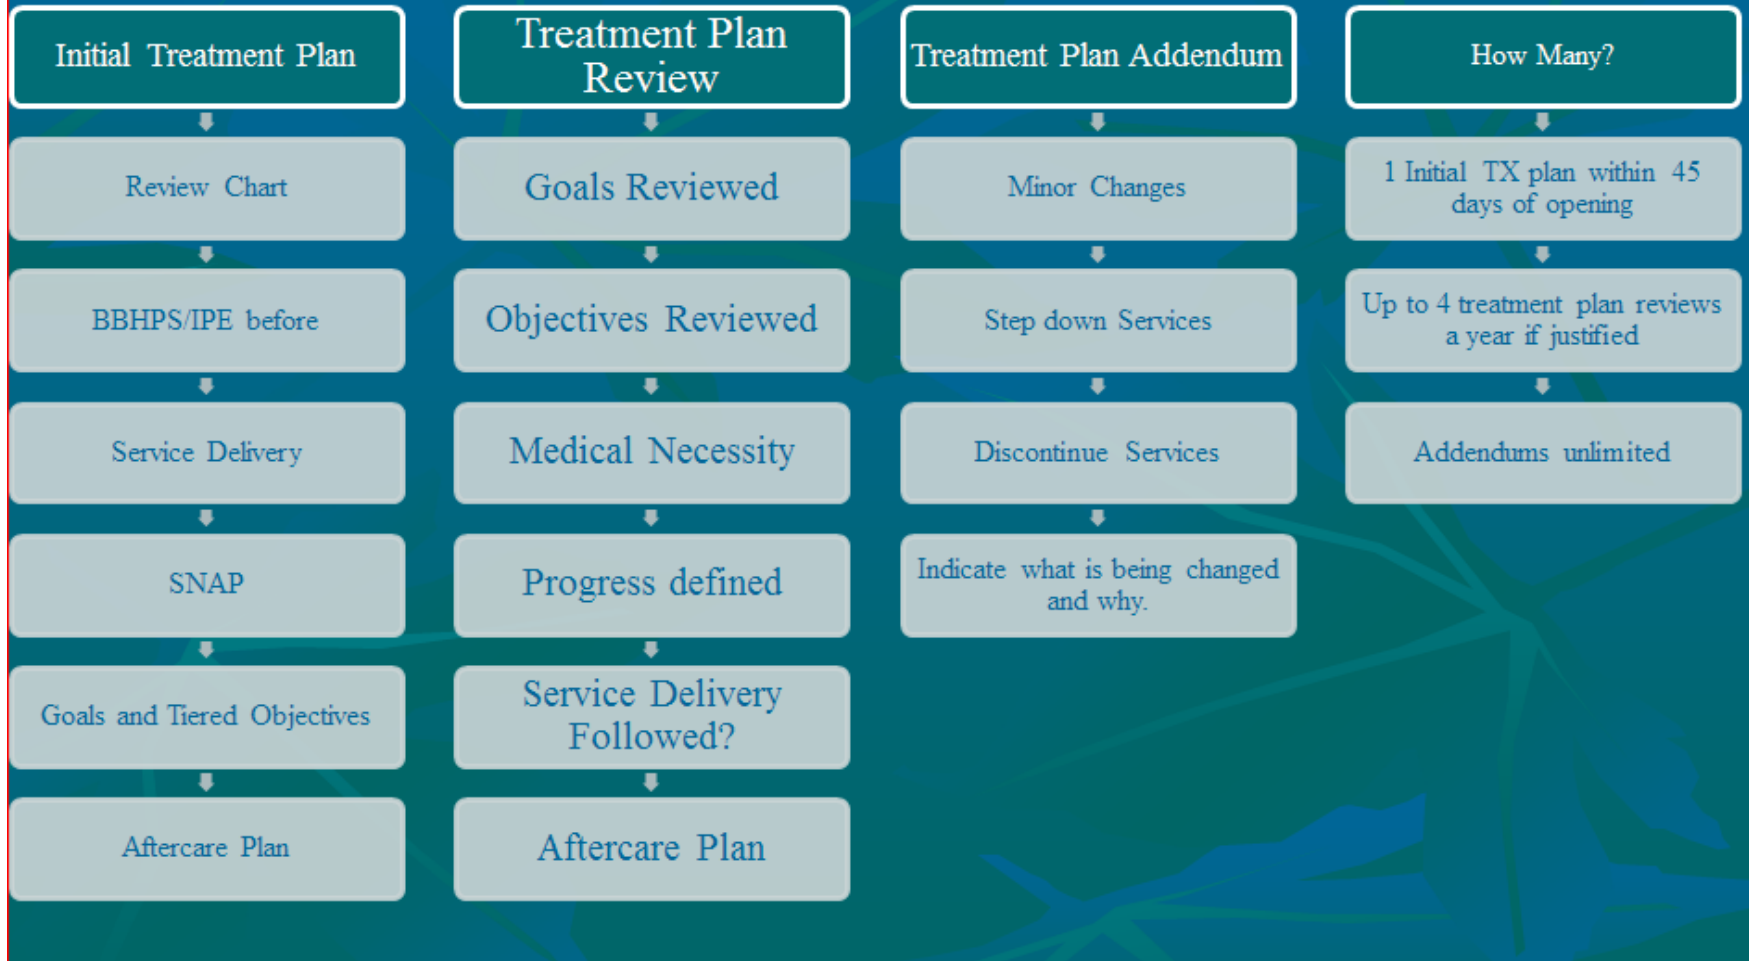 Initial Treatment Plan
Review Chart
BBHPS/IPE before
Service Delivery
SNAP
Goals and Tiered Objectives
Aftercare Plan
Treatment Plan
Review
Goals Reviewed
Objectives Reviewed
Medical Necessity
Progress defined
Service Delivery
Followed?
Aftercare Plan
Treatment Plan Addendum
Minor Changes
Step down Services
Discontinue Services
Indicate what is being changed
and why.
How Many?
1 Initial TX plan within 45
days of opening
Up to 4 treatment plan reviews
a year if justified
Addendums unlimited